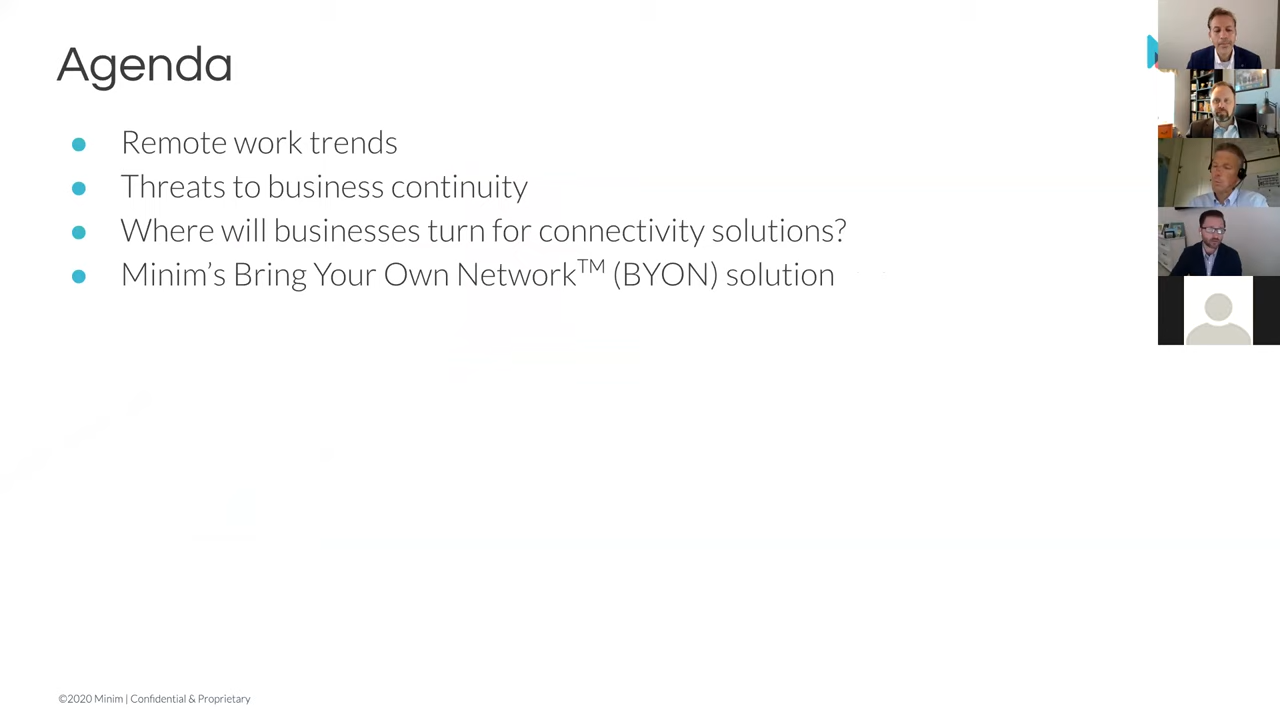 Agenda
● Remote work trends
● Threats to business continuity
● Where will businesses turn for connectivity solutions?
● Minim’s Bring Your Own Network™ (BYON) solution
©2020 Minim | Confidential & Proprietary